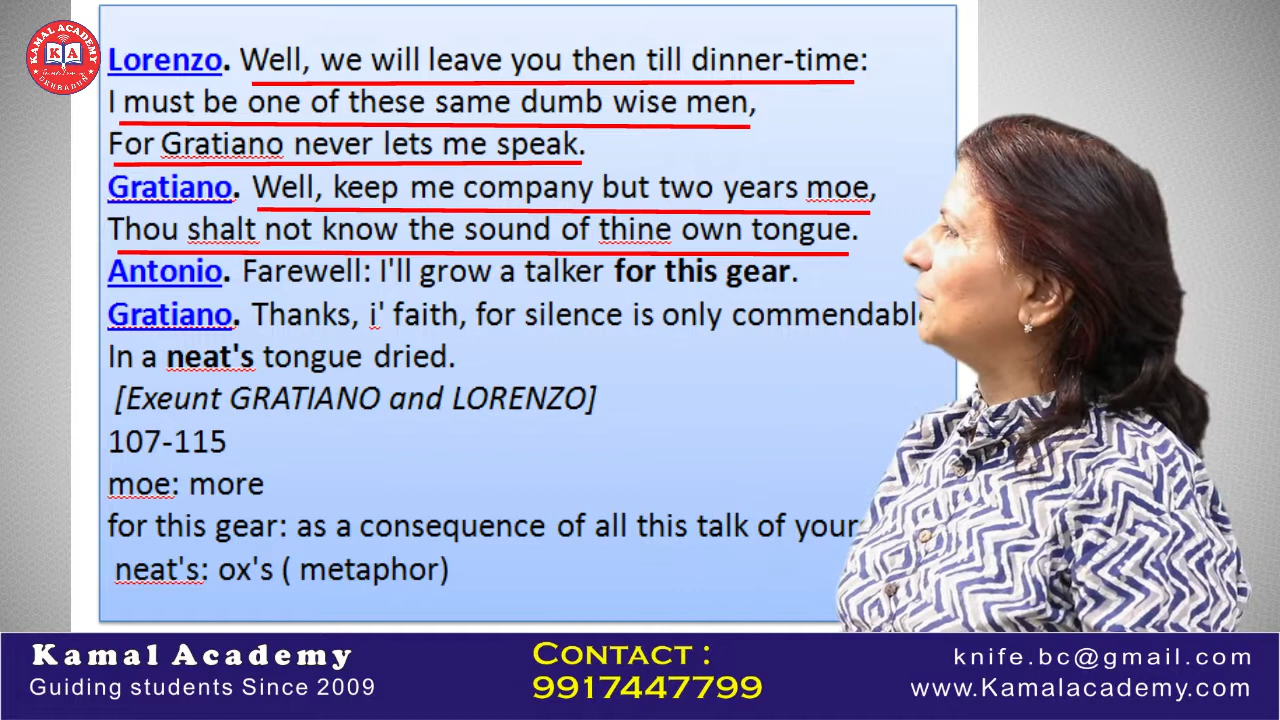 KAMAL ACADEMY
K A
DEHRADUN
Lorenzo. Well, we will leave you then till dinner-time:
I must be one of these same dumb wise men,
For Gratiano never lets me speak.
Gratiano. Well, keep me company but two years moe,
Thou shalt not know the sound of thine own tongue.
Antonio. Farewell: I'll grow a talker for this gear.
Gratiano. Thanks, i' faith, for silence is only
In a neat's tongue dried.
[Exeunt GRATIANO and LORENZO]
107-115
moe: more
for this gear: as a consequence of all this talk of your
neat's: ox's ( metaphor)
Kamal Academy
Guiding students Since 2009
CONTACT :
9917447799
knife.bc@gmail.com
www.Kamalacademy.com